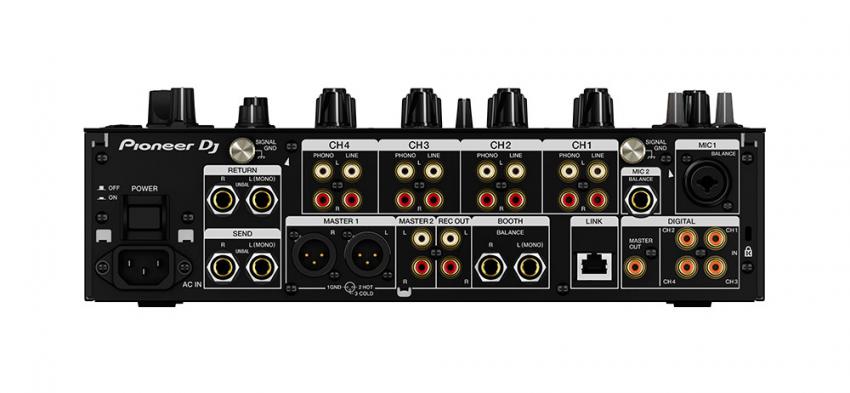 Pioneer Dj
OFF
ON
POWER
AC IN
RETURN
R UNBAL L (MONO)
SEND
R UNBAL L (MONO)
SIGNAL
GND
CH4
PHONO L LINE
R
CH3
PHONO L LINE
R
CH2
PHONO L LINE
R
CH1
PHONO L LINE
R
SIGNAL
GND
MIC1
BALANCE
MIC 2
BALANCE
MASTER 1
R L
1 GND 2 HOT
3 COLD
MASTER 2
L
R
REC OUT
L
R
BOOTH
BALANCE
R L (MONO)
LINK
DIGITAL
MASTER
OUT
CH2 CH1
IN
CH4 CH3